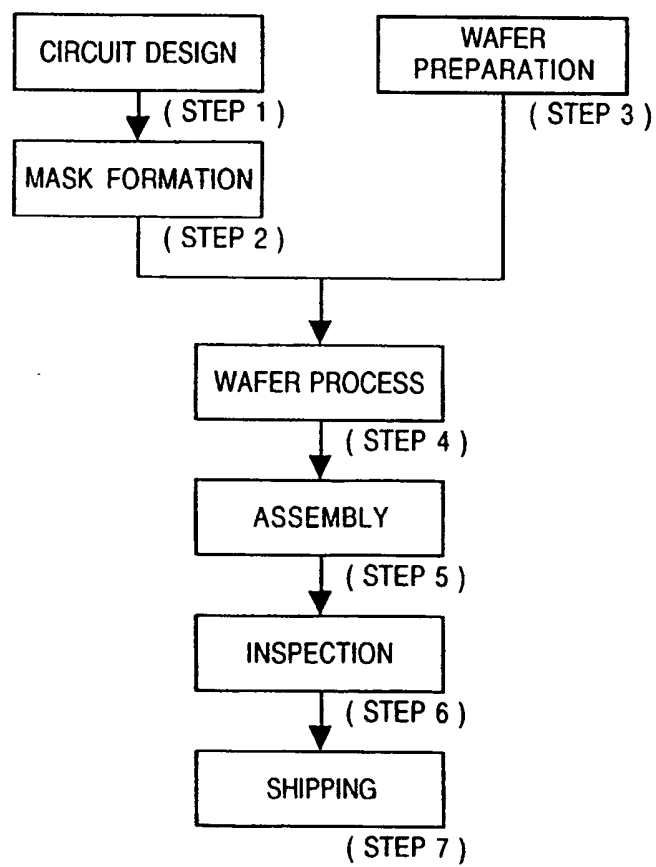 CIRCUIT DESIGN
( STEP 1 )
MASK FORMATION
( STEP 2 )
WAFER
PREPARATION
( STEP 3 )
WAFER PROCESS
( STEP 4 )
ASSEMBLY
( STEP 5 )
INSPECTION
( STEP 6 )
SHIPPING
( STEP 7 )